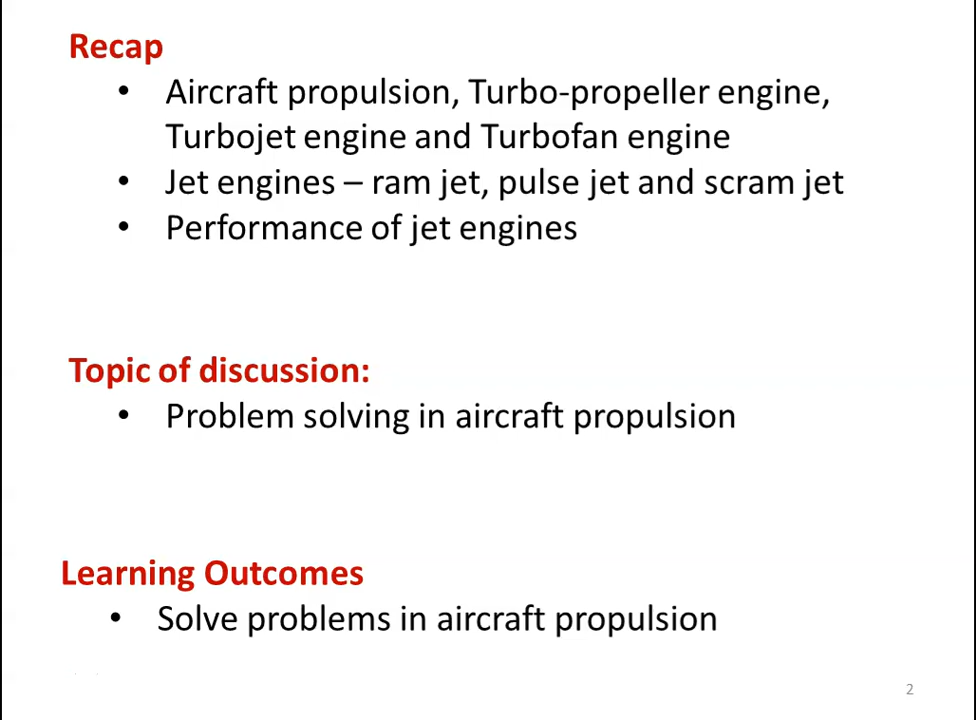 Recap
• Aircraft propulsion, Turbo-propeller engine,
Turbojet engine and Turbofan engine
• Jet engines – ram jet, pulse jet and scram jet
• Performance of jet engines
Topic of discussion:
• Problem solving in aircraft propulsion
Learning Outcomes
• Solve problems in aircraft propulsion
2